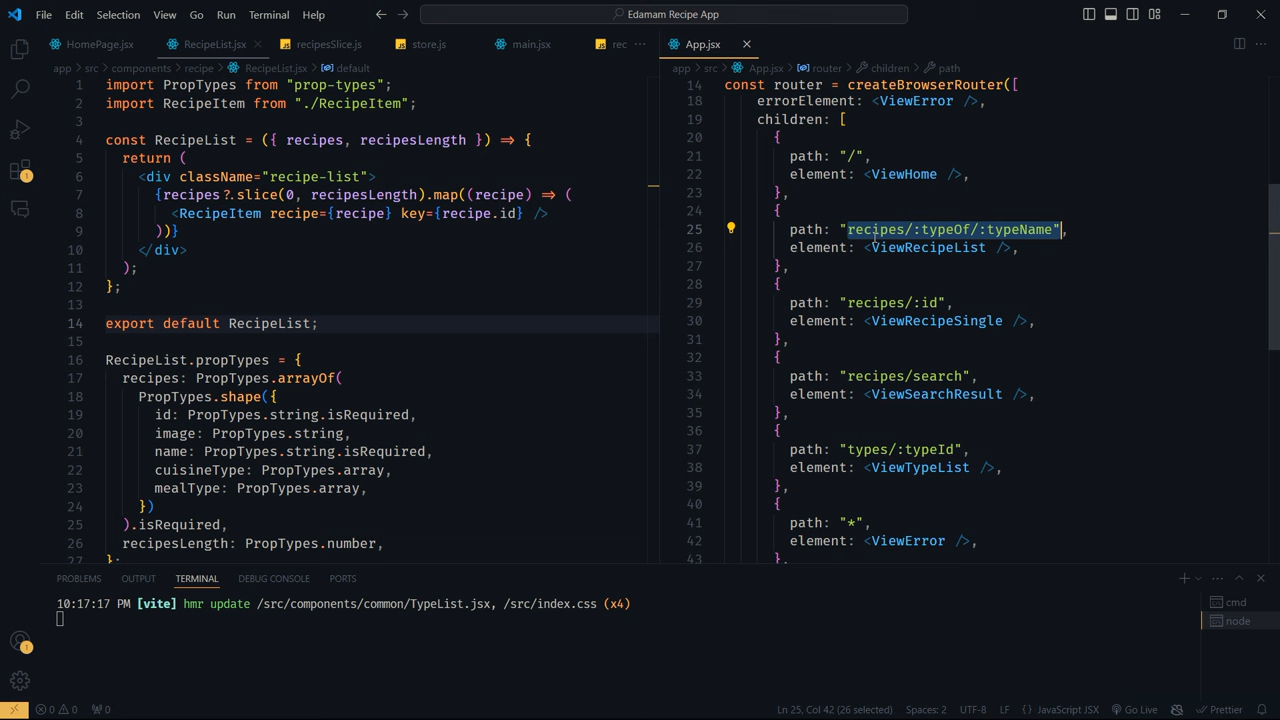 File Edit Selection View Go Run Terminal Help
Edamam Recipe App
HomePage.jsx RecipeList.jsx recipesSlice.js store.js main.jsx rec ···
app > src > components > recipe > RecipeList.jsx > default
1 import PropTypes from "prop-types";
2 import RecipeItem from "./RecipeItem";
3
4 const RecipeList = ({ recipes, recipesLength }) => {
5 return (
6 <div className="recipe-list">
7 {recipes?.slice(0, recipesLength).map((recipe) => (
8 <RecipeItem recipe={recipe} key={recipe.id} />
9 ))}
10 </div>
11 );
12 };
13
14 export default RecipeList;
15
16 RecipeList.propTypes = {
17 recipes: PropTypes.arrayOf(
18 PropTypes.shape({
19 id: PropTypes.string.isRequired,
20 image: PropTypes.string,
21 name: PropTypes.string.isRequired,
22 cuisineType: PropTypes.array,
23 mealType: PropTypes.array,
24 })
25 ).isRequired,
26 recipesLength: PropTypes.number,
27 };
App.jsx
app > src > App.jsx > router > children > path
14 const router = createBrowserRouter([
18 errorElement: <ViewError />,
19 children: [
20 {
21 path: "/",
22 element: <ViewHome />,
23 },
24 {
25 path: "recipes/:typeOf/:typeName",
26 element: <ViewRecipeList />,
27 },
28 {
29 path: "recipes/:id",
30 element: <ViewRecipeSingle />,
31 },
32 {
33 path: "recipes/search",
34 element: <ViewSearchResult />,
35 },
36 {
37 path: "types/:typeId",
38 element: <ViewTypeList />,
39 },
40 {
41 path: "*",
42 element: <ViewError />,
43 },
PROBLEMS OUTPUT TERMINAL DEBUG CONSOLE PORTS
10:17:17 PM [vite] hmr update /src/components/common/TypeList.jsx, /src/index.css (x4)
cmd
node
1
1
0 0 0 Ln 25, Col 42 (26 selected) Spaces: 2 UTF-8 LF {} JavaScript JSX Go Live Prettier